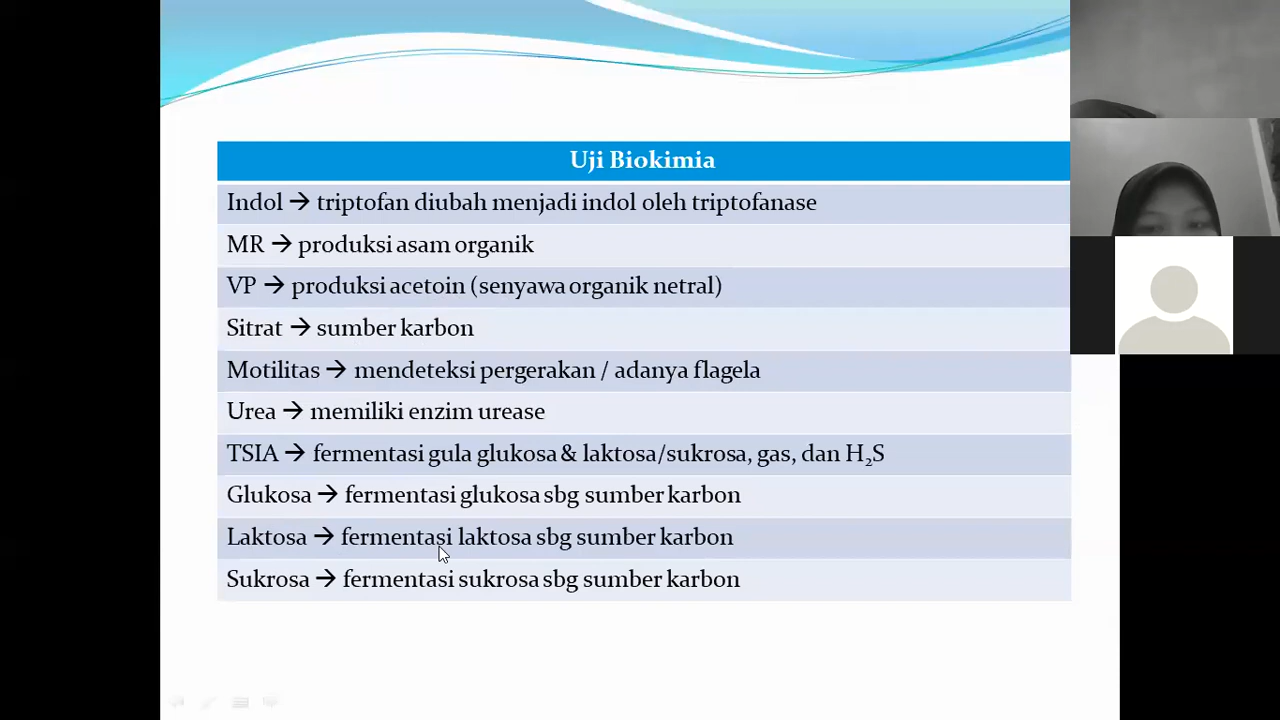 Uji Biokimia
Indol → triptofan diubah menjadi indol oleh triptofanase
MR → produksi asam organik
VP → produksi acetoin (senyawa organik netral)
Sitrat → sumber karbon
Motilitas → mendeteksi pergerakan / adanya flagela
Urea → memiliki enzim urease
TSIA → fermentasi gula glukosa & laktosa/sukrosa, gas, dan H₂S
Glukosa → fermentasi glukosa sbg sumber karbon
Laktosa → fermentasi laktosa sbg sumber karbon
Sukrosa → fermentasi sukrosa sbg sumber karbon